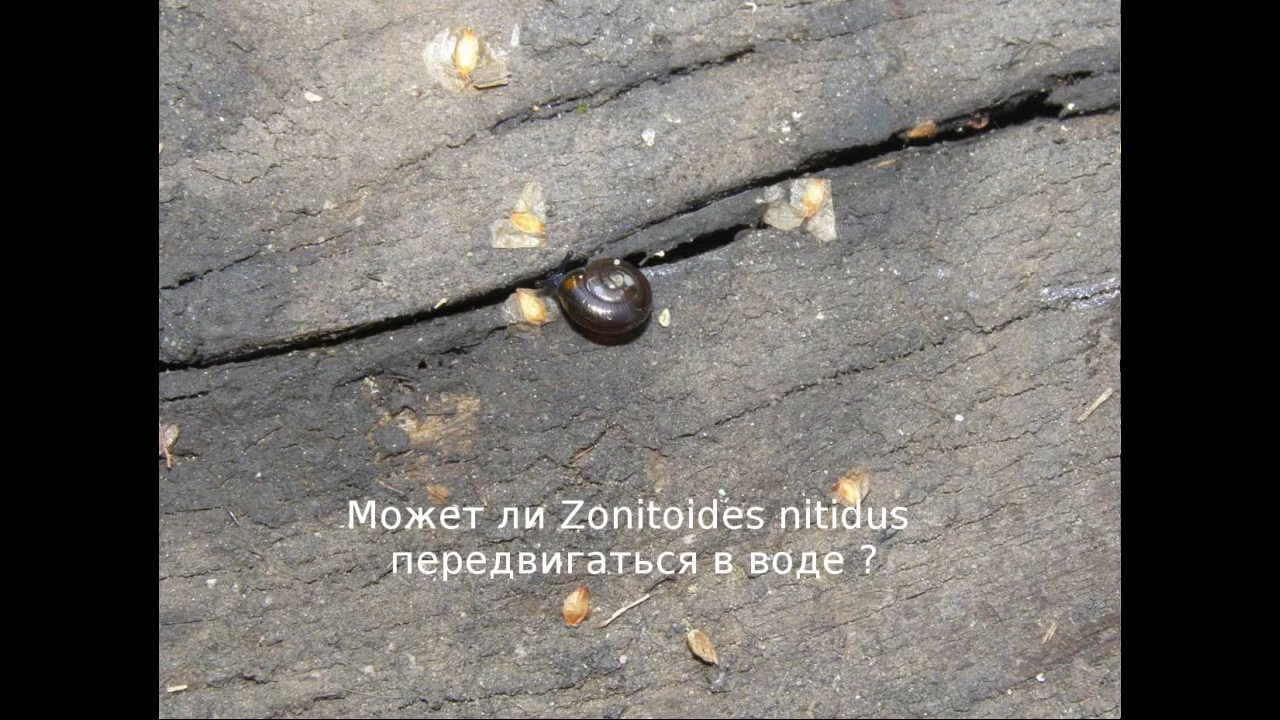 Может ли Zonitoides nitidus
передвигаться в воде ?